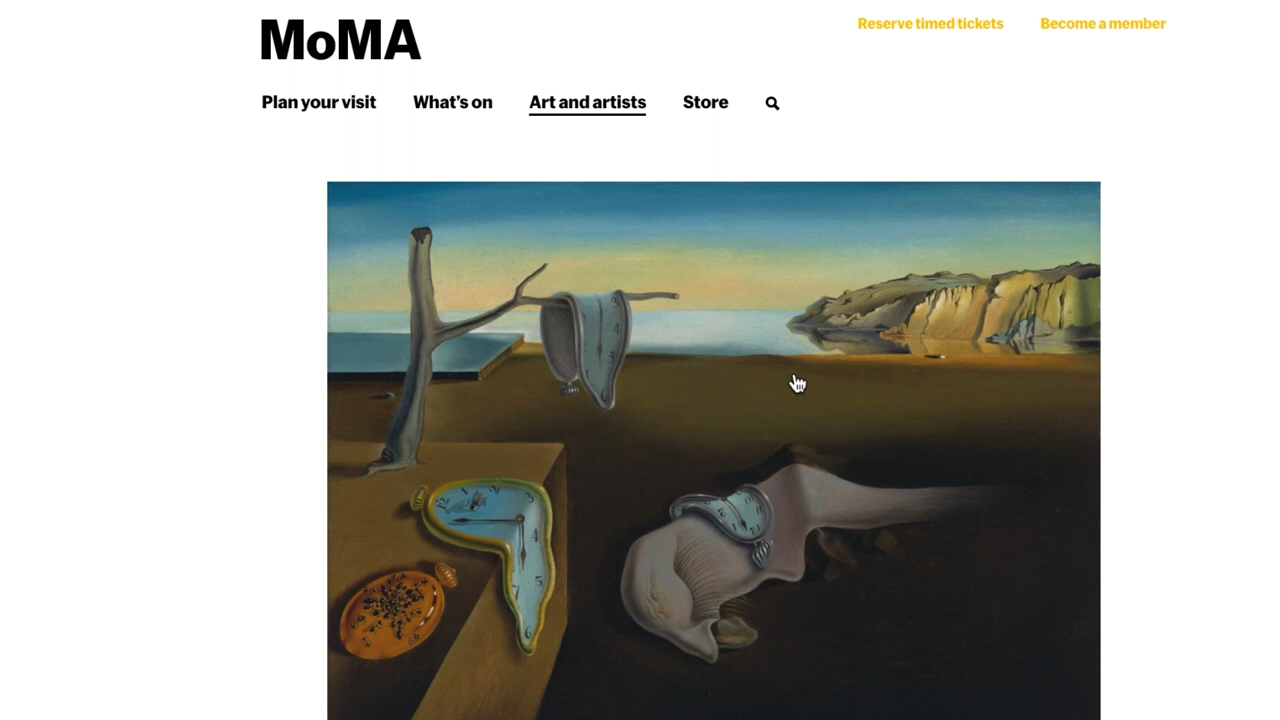 MoMA
Reserve timed tickets
Become a member
Plan your visit
What's on
Art and artists
Store